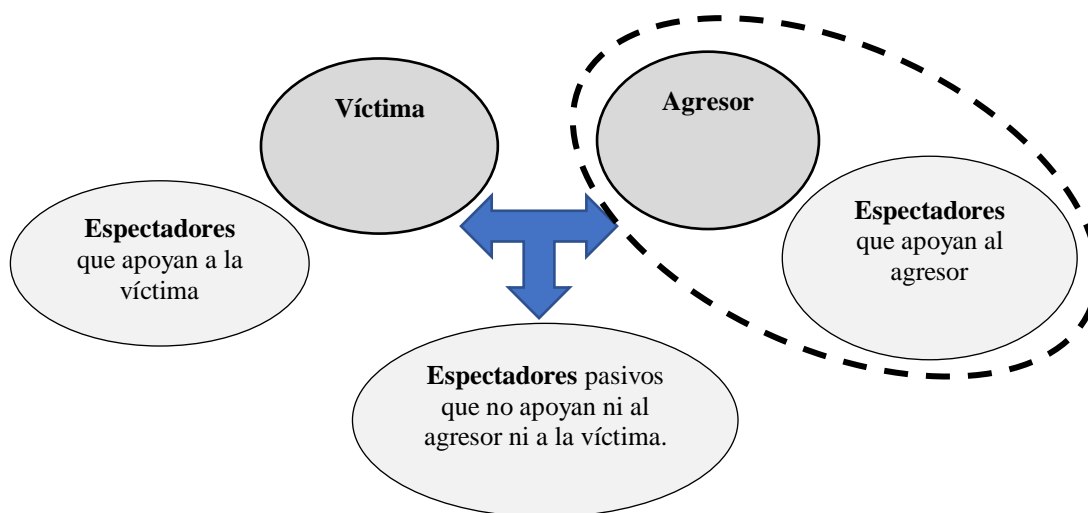 Víctima
Agresor
Espectadores
que apoyan a la
víctima
Espectadores
que apoyan al
agresor
Espectadores pasivos
que no apoyan ni al
agresor ni a la víctima.